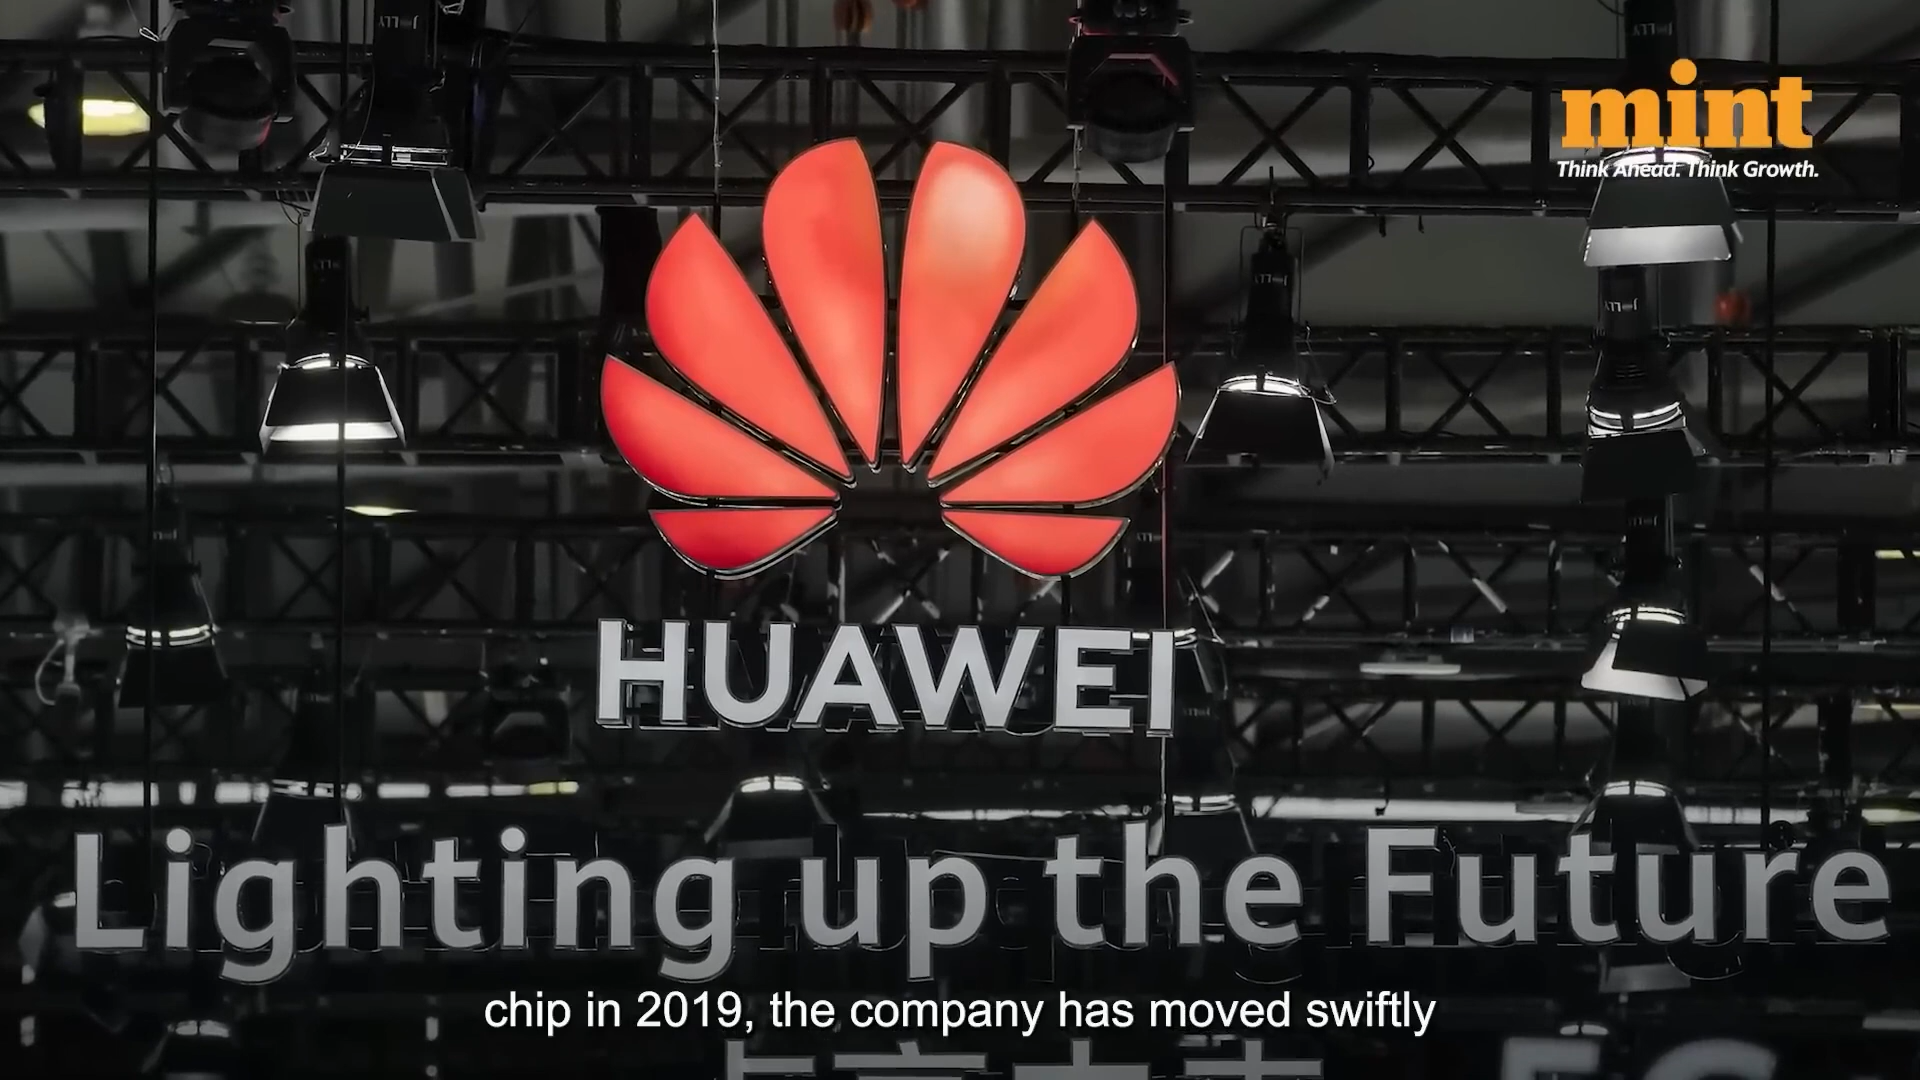 mint
Think Ahead. Think Growth.
HUAWEI
Lighting up the Future
chip in 2019, the company has moved swiftly